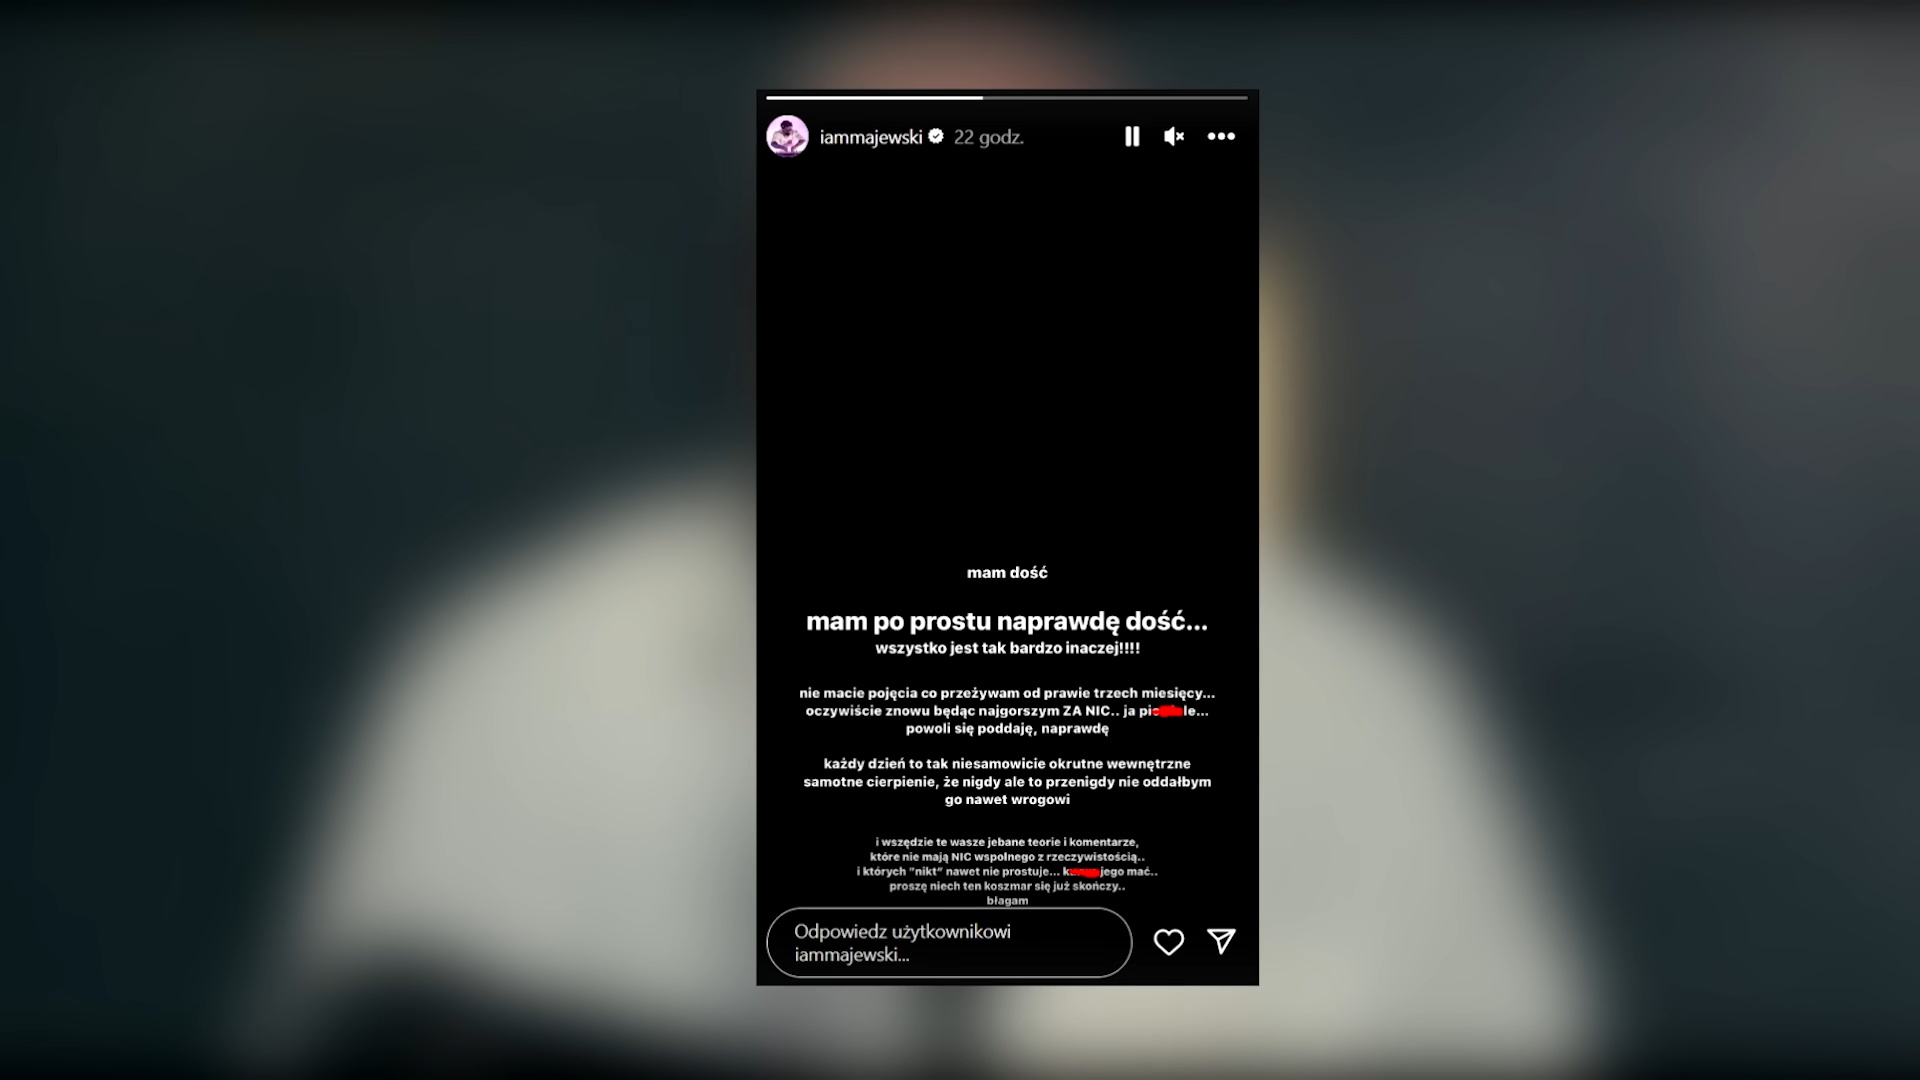 iammajewski 22 godz.
mam dość
mam po prostu naprawdę dość...
wszystko jest tak bardzo inaczej!!!!
nie macie pojęcia co przeżywam od prawie trzech miesięcy...
oczywiście znowu będąc najgorszym ZA NIC.. ja pi le...
powoli się poddaję, naprawdę
każdy dzień to tak niesamowicie okrutne wewnętrzne
samotne cierpienie, że nigdy ale to przenigdy nie oddałbym
go nawet wrogowi
i wszędzie te wasze jebane teorie i komentarze,
które nie mają NIC wspolnego z rzeczywistością..
i których "nikt" nawet nie prostuje... k jego mać..
proszę niech ten koszmar się już skończy..
błagam
Odpowiedz użytkownikowi
iammajewski...